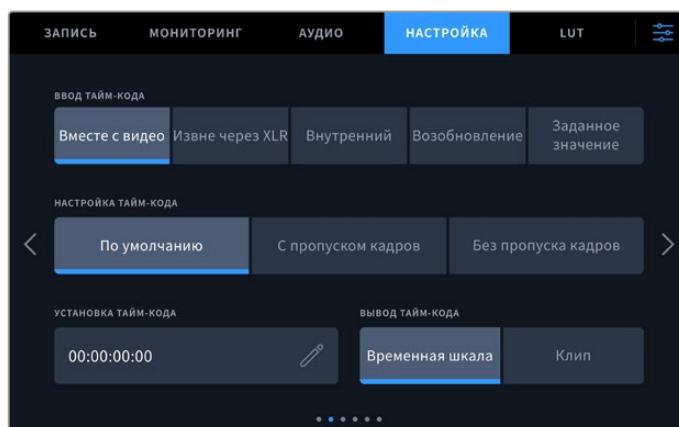 ЗАПИСЬ МОНИТОРИНГ АУДИО НАСТРОЙКА LUT
ВВОД ТАЙМ-КОДА
Вместе с видео Извне через XLR Внутренний Возобновление Заданное значение
НАСТРОЙКА ТАЙМ-КОДА
По умолчанию С пропуском кадров Без пропуска кадров
УСТАНОВКА ТАЙМ-КОДА ВЫВОД ТАЙМ-КОДА
00:00:00:00 Временная шкала Клип